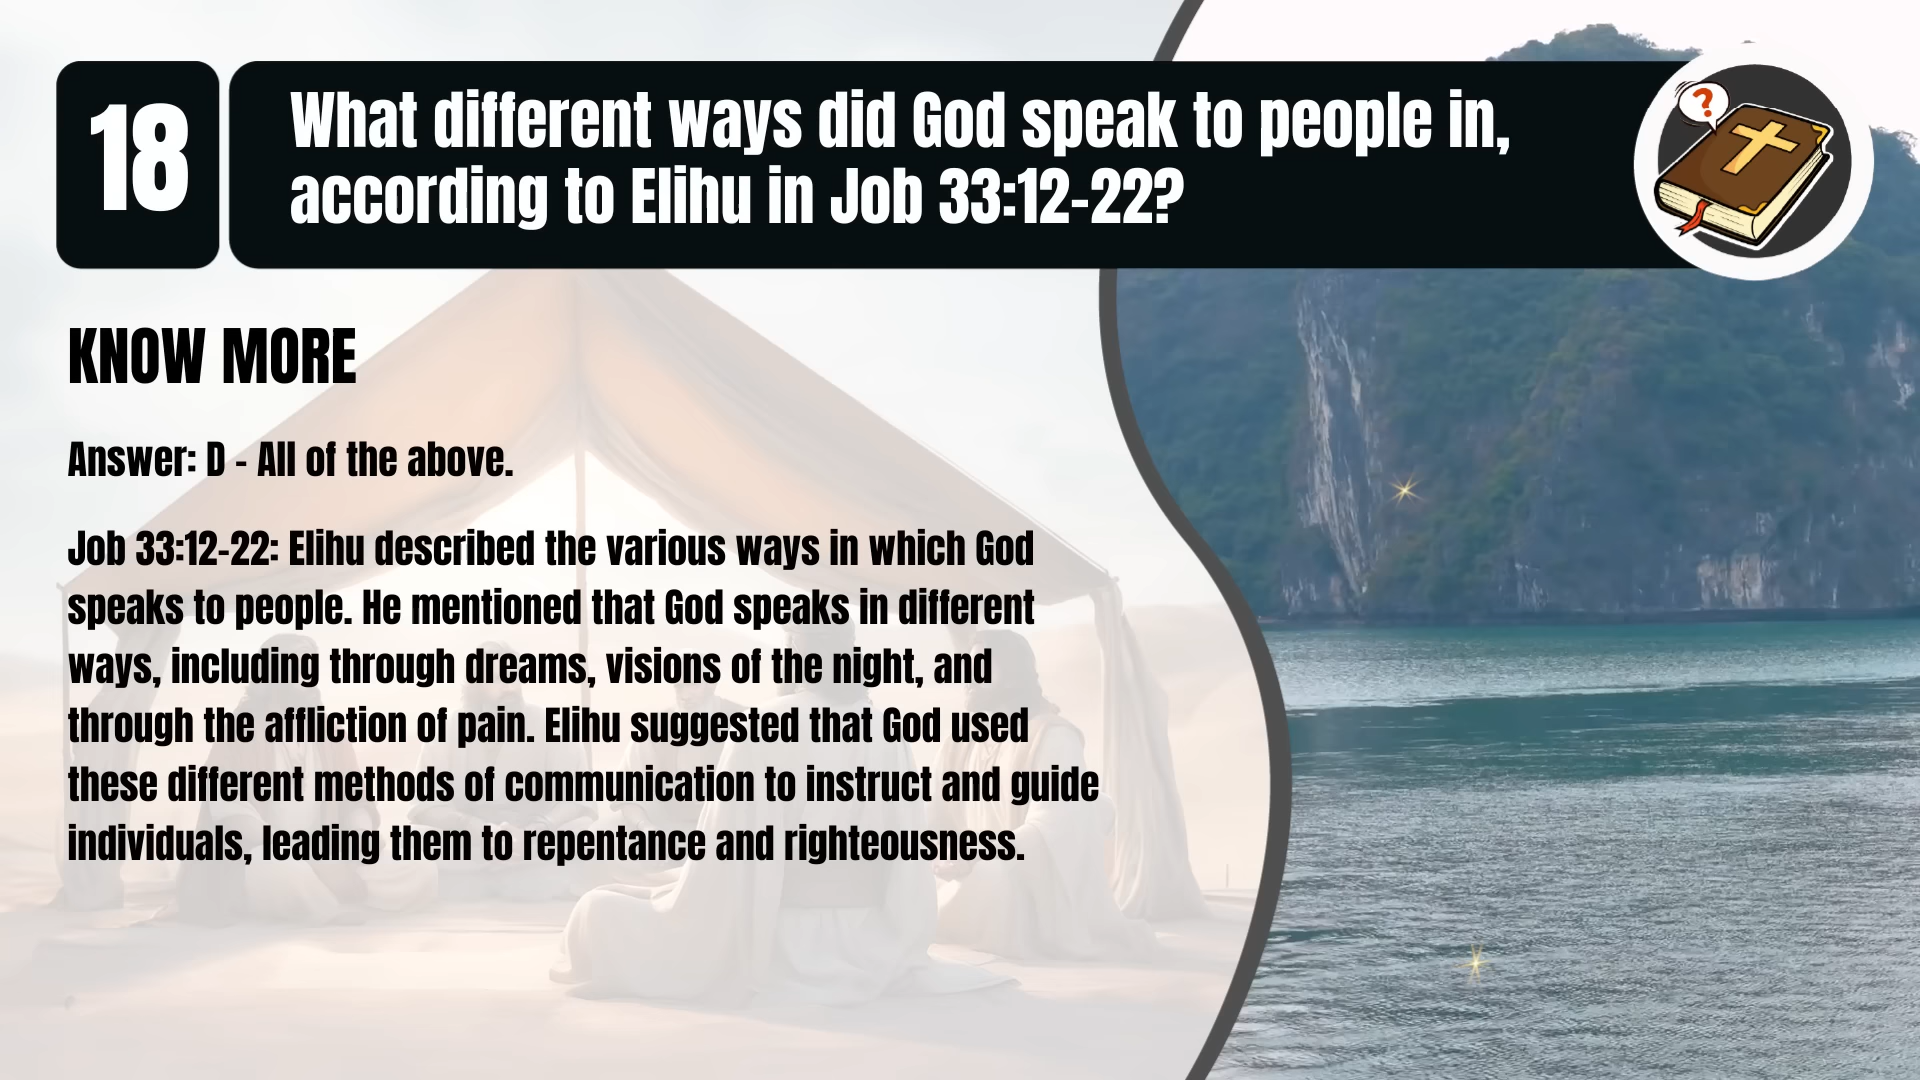 18
What different ways did God speak to people in,
according to Elihu in Job 33:12-22?
?
KNOW MORE
Answer: D - All of the above.
Job 33:12-22: Elihu described the various ways in which God
speaks to people. He mentioned that God speaks in different
ways, including through dreams, visions of the night, and
through the affliction of pain. Elihu suggested that God used
these different methods of communication to instruct and guide
individuals, leading them to repentance and righteousness.